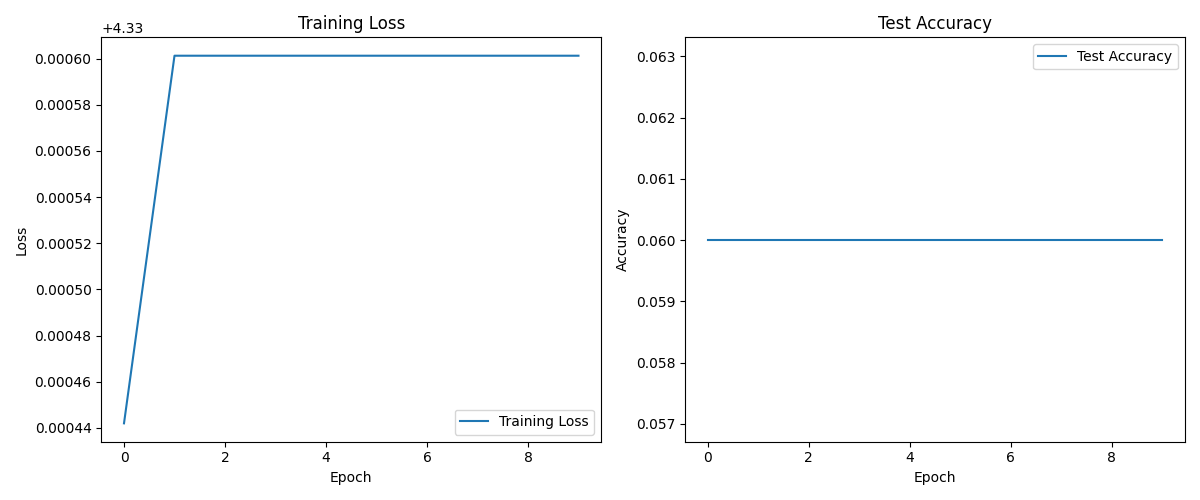 Training Loss
+4.33
0.00060
0.00058
0.00056
0.00054
0.00052
0.00050
0.00048
0.00046
0.00044
Loss
Training Loss
0 2 4 6 8
Epoch
Test Accuracy
Test Accuracy
0.063
0.062
0.061
0.060
0.059
0.058
0.057
Accuracy
0 2 4 6 8
Epoch